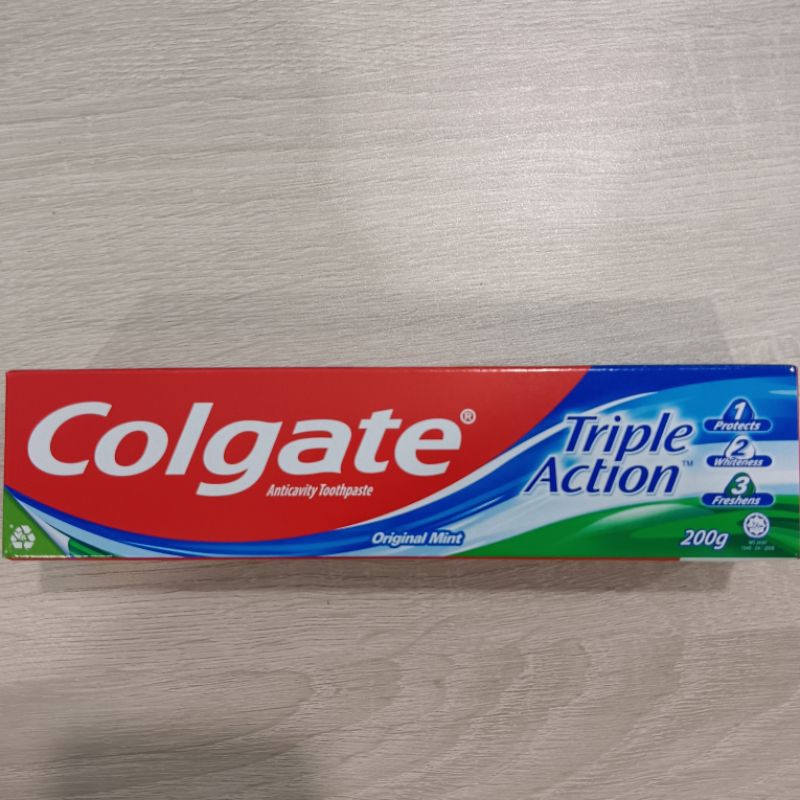 Colgate®
Anticavity Toothpaste
Original Mint
Triple
Action™
1
Protects
2
Whiteness
3
Freshens
200g